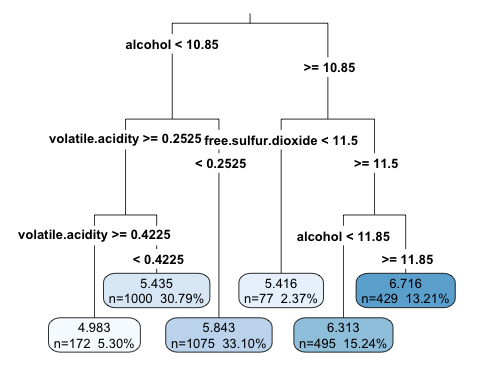 alcohol < 10.85
>= 10.85
volatile.acidity >= 0.2525
free.sulfur.dioxide < 11.5
< 0.2525
>= 11.5
volatile.acidity >= 0.4225
alcohol < 11.85
< 0.4225
>= 11.85
5.435
n=1000 30.79%
5.416
n=77 2.37%
6.716
n=429 13.21%
4.983
n=172 5.30%
5.843
n=1075 33.10%
6.313
n=495 15.24%